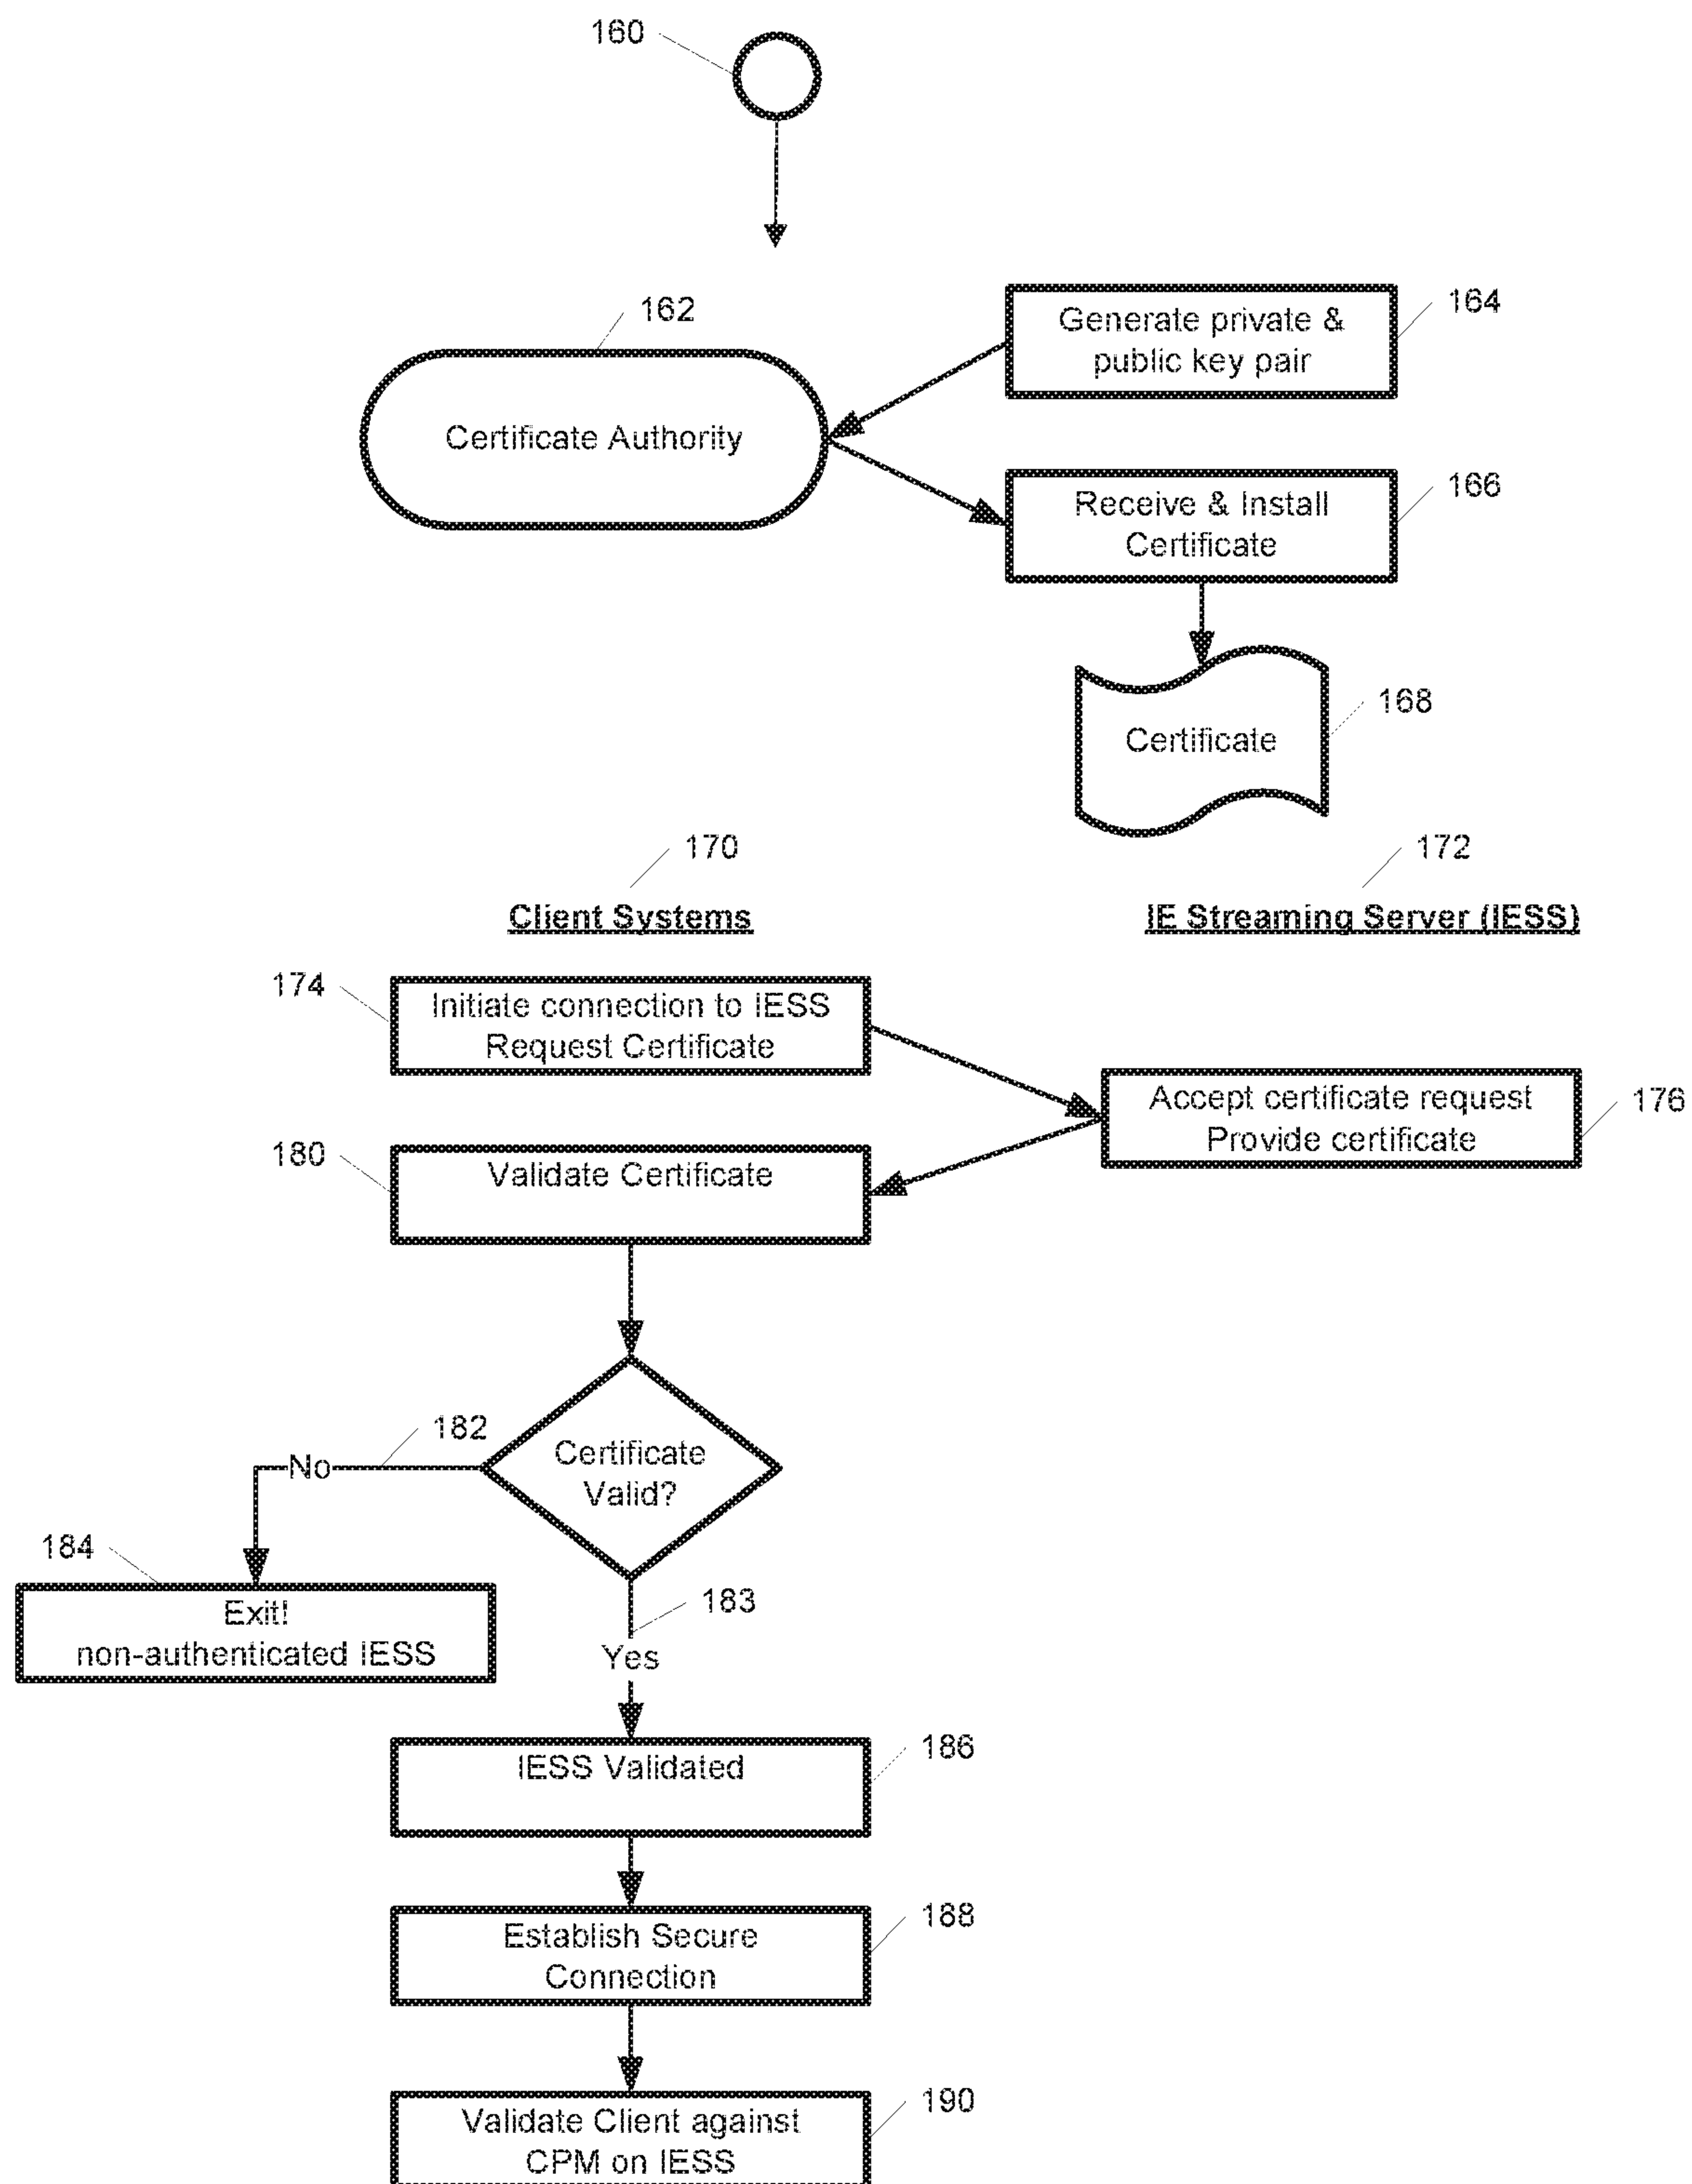 160
162
Generate private &
public key pair
164
Certificate Authority
Receive & Install
Certificate
166
Certificate
168
170
172
Client Systems
IE Streaming Server (IESS)
174
Initiate connection to IESS
Request Certificate
Accept certificate request
Provide certificate
176
180
Validate Certificate
182
No
Certificate
Valid?
184
Exit!
non-authenticated IESS
183
Yes
IESS Validated
186
Establish Secure
Connection
188
Validate Client against
CPM on IESS
190